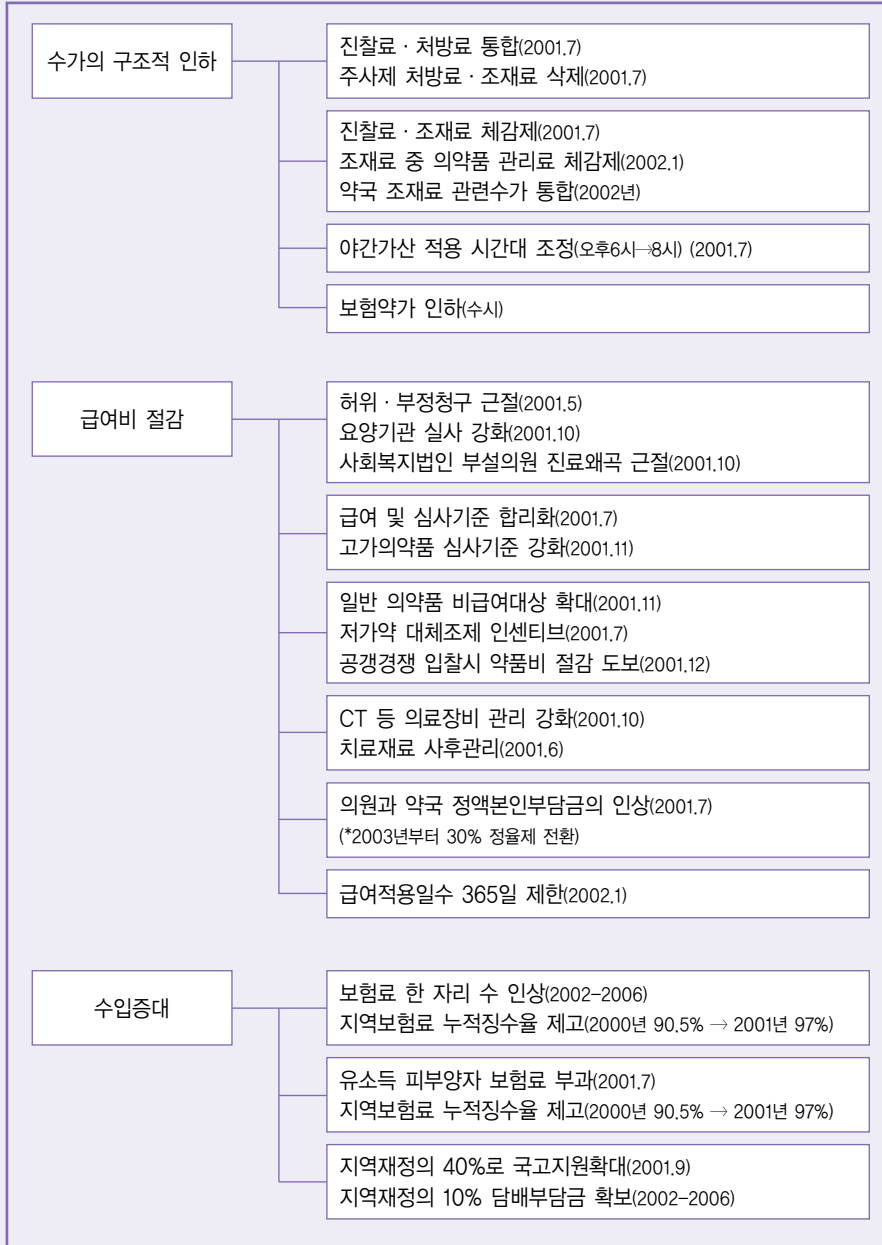 수가의 구조적 인하
진찰료 · 처방료 통합(2001.7)
주사제 처방료 · 조재료 삭제(2001.7)
진찰료 · 조재료 체감제(2001.7)
조재료 중 의약품 관리료 체감제(2002.1)
약국 조재료 관련수가 통합(2002년)
야간가산 적용 시간대 조정(오후6시→8시) (2001.7)
보험약가 인하(수시)
급여비 절감
허위 · 부정청구 근절(2001.5)
요양기관 실사 강화(2001.10)
사회복지법인 부설의원 진료왜곡 근절(2001.10)
급여 및 심사기준 합리화(2001.7)
고가의약품 심사기준 강화(2001.11)
일반 의약품 비급여대상 확대(2001.11)
저가약 대체조제 인센티브(2001.7)
공갱경쟁 입찰시 약품비 절감 도보(2001.12)
CT 등 의료장비 관리 강화(2001.10)
치료재료 사후관리(2001.6)
의원과 약국 정액본인부담금의 인상(2001.7)
(*2003년부터 30% 정율제 전환)
급여적용일수 365일 제한(2002.1)
수입증대
보험료 한 자리 수 인상(2002-2006)
지역보험료 누적징수율 제고(2000년 90.5% → 2001년 97%)
유소득 피부양자 보험료 부과(2001.7)
지역보험료 누적징수율 제고(2000년 90.5% → 2001년 97%)
지역재정의 40%로 국고지원확대(2001.9)
지역재정의 10% 담배부담금 확보(2002-2006)